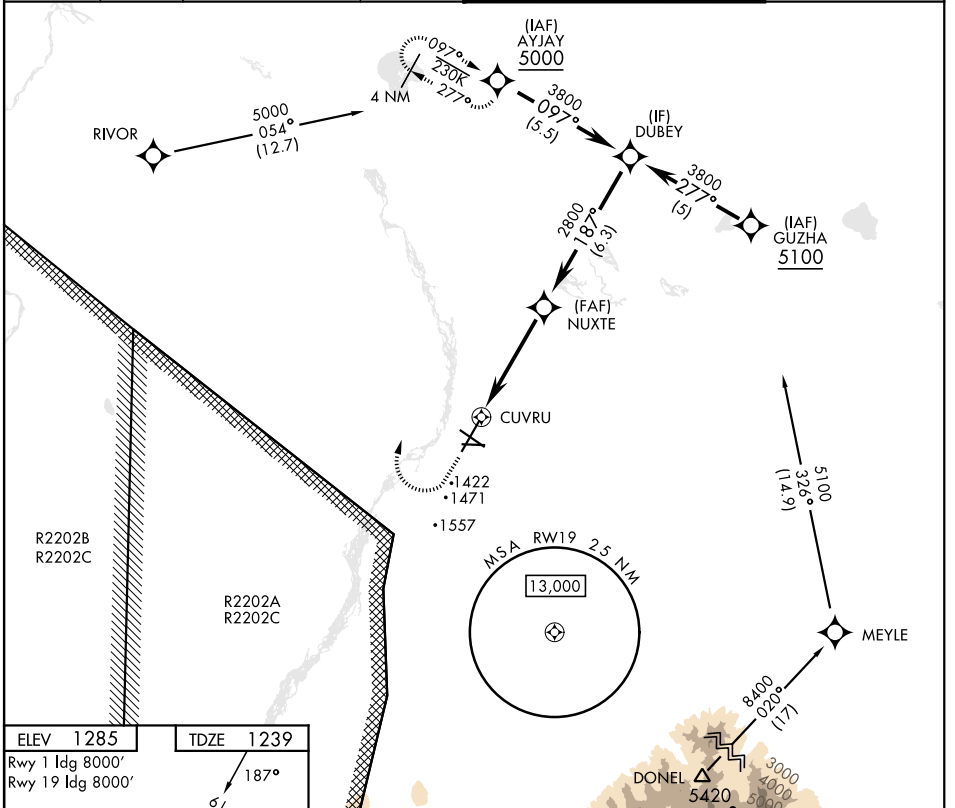 (IAF)
AYJAY
5000
097°
230K
277°
4 NM
3800
097°
(5.5)
(IF)
DUBEY
5000
054°
(12.7)
RIVOR
3800
277°
(5)
(IAF)
GUZHA
5100
2800
187°
(6.3)
(FAF)
NUXTE
CUVRU
1422
1471
1557
5100
326°
(14.9)
R2202B
R2202C
R2202A
R2202C
MSA RW19 25 NM
13,000
MEYLE
8400
020°
(17)
DONEL
5420
3000
4000
5000
ELEV 1285
TDZE 1239
Rwy 1 ldg 8000'
Rwy 19 ldg 8000'
187°